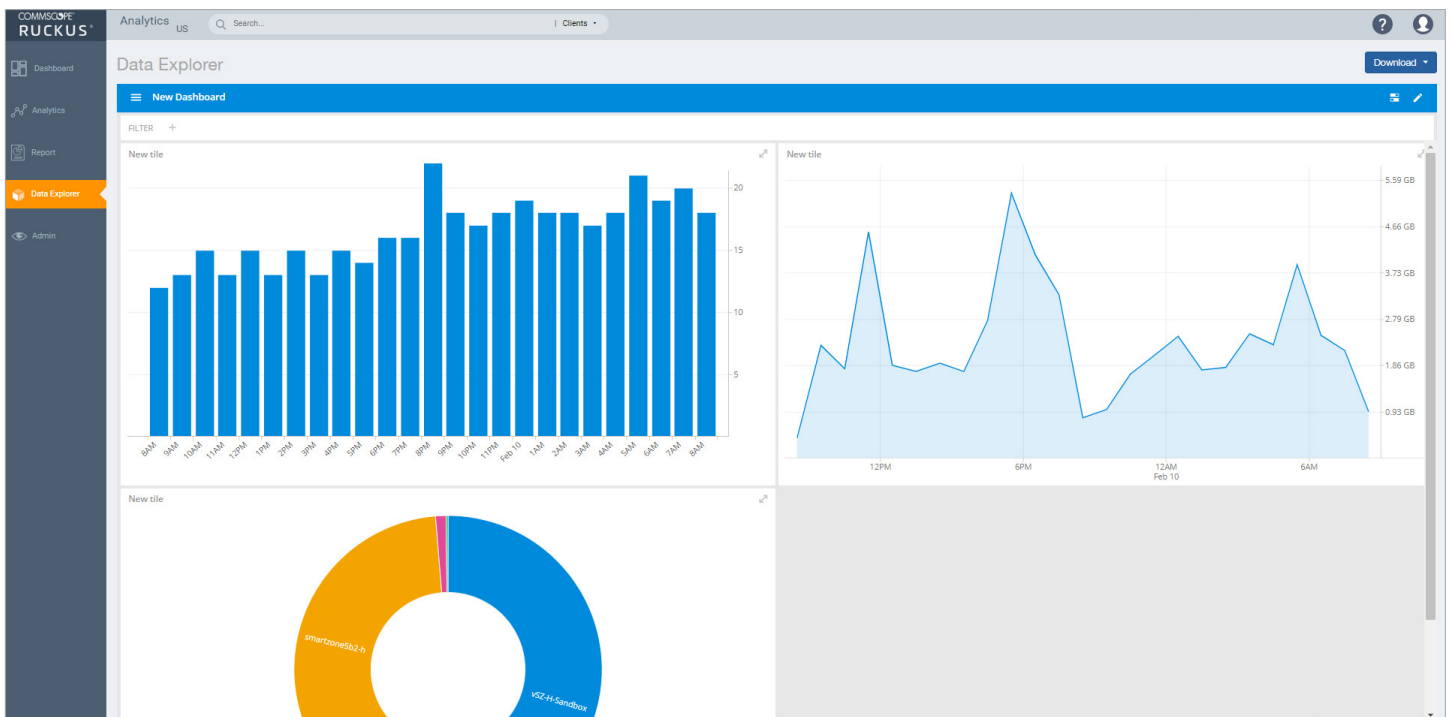 COMMSCOPE
RUCKUS
Analytics US
Search...
| Clients
?
Dashboard
Analytics
Report
Data Explorer
Admin
Data Explorer
Download
New Dashboard
FILTER +
New tile
20
15
10
5
8AM 9AM 10AM 11AM 12PM 1PM 2PM 3PM 4PM 5PM 6PM 7PM 8PM 9PM 10PM 11PM Feb 10 1AM 2AM 3AM 4AM 5AM 6AM 7AM 8AM
New tile
5.59 GB
4.66 GB
3.73 GB
2.79 GB
1.86 GB
0.93 GB
12PM 6PM 12AM 6AM
Feb 10
New tile
smartzone5b2-h
vSZ-H-Sandbox